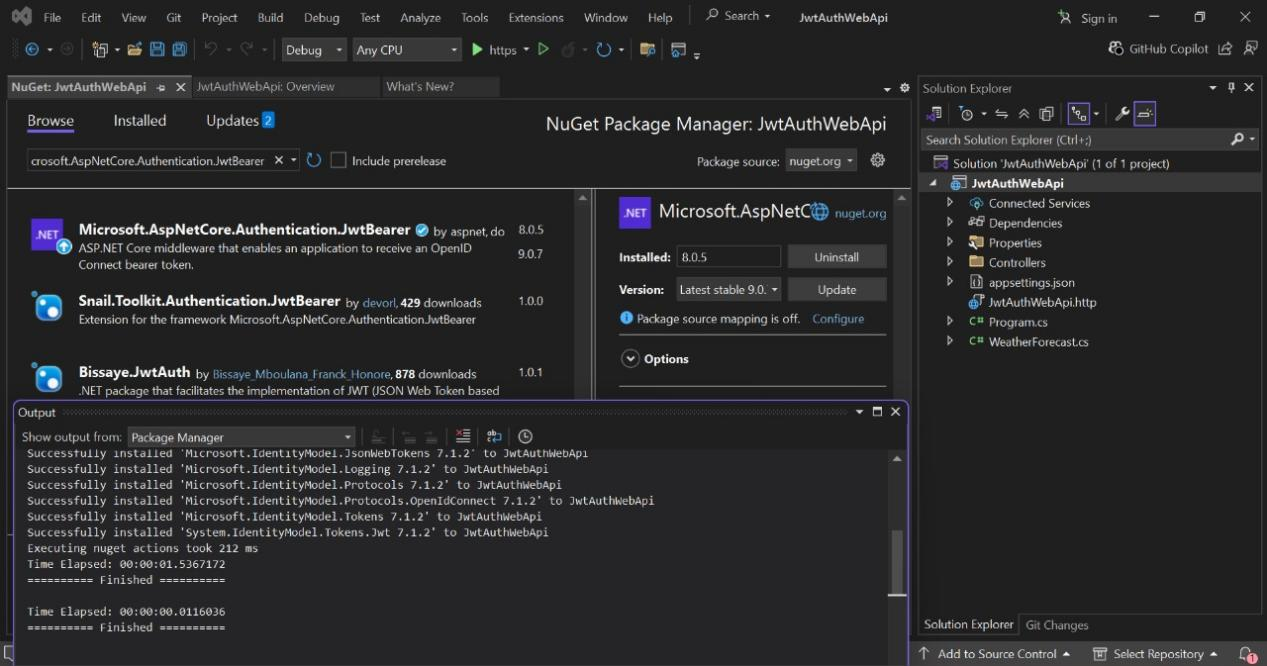 File Edit View Git Project Build Debug Test Analyze Tools Extensions Window Help Search JwtAuthWebApi Sign in
Debug Any CPU https GitHub Copilot
NuGet: JwtAuthWebApi JwtAuthWebApi: Overview What's New?
Browse Installed Updates 2
NuGet Package Manager: JwtAuthWebApi
crosoft.AspNetCore.Authentication.JwtBearer Include prerelease
Package source: nuget.org
.NET
Microsoft.AspNetCore.Authentication.JwtBearer by aspnet, do 8.0.5
ASP.NET Core middleware that enables an application to receive an OpenID 9.0.7
Connect bearer token.
Snail.Toolkit.Authentication.JwtBearer by devorl, 429 downloads 1.0.0
Extension for the framework Microsoft.AspNetCore.Authentication.JwtBearer
Bissaye.JwtAuth by Bissaye_Mboulana_Franck_Honore, 878 downloads 1.0.1
.NET package that facilitates the implementation of JWT (JSON Web Token based
.NET Microsoft.AspNetC nuget.org
Installed: 8.0.5 Uninstall
Version: Latest stable 9.0. Update
Package source mapping is off. Configure
Options
Output
Show output from: Package Manager
Successfully installed 'Microsoft.IdentityModel.JsonWebTokens 7.1.2' to JwtAuthWebApi
Successfully installed 'Microsoft.IdentityModel.Logging 7.1.2' to JwtAuthWebApi
Successfully installed 'Microsoft.IdentityModel.Protocols 7.1.2' to JwtAuthWebApi
Successfully installed 'Microsoft.IdentityModel.Protocols.OpenIdConnect 7.1.2' to JwtAuthWebApi
Successfully installed 'Microsoft.IdentityModel.Tokens 7.1.2' to JwtAuthWebApi
Successfully installed 'System.IdentityModel.Tokens.Jwt 7.1.2' to JwtAuthWebApi
Executing nuget actions took 212 ms
Time Elapsed: 00:00:01.5367172
========== Finished ==========
Time Elapsed: 00:00:00.0116036
========== Finished ==========
Solution Explorer
Search Solution Explorer (Ctrl+;)
Solution 'JwtAuthWebApi' (1 of 1 project)
JwtAuthWebApi
Connected Services
Dependencies
Properties
Controllers
appsettings.json
JwtAuthWebApi.http
C# Program.cs
C# WeatherForecast.cs
Solution Explorer Git Changes
Add to Source Control Select Repository 1